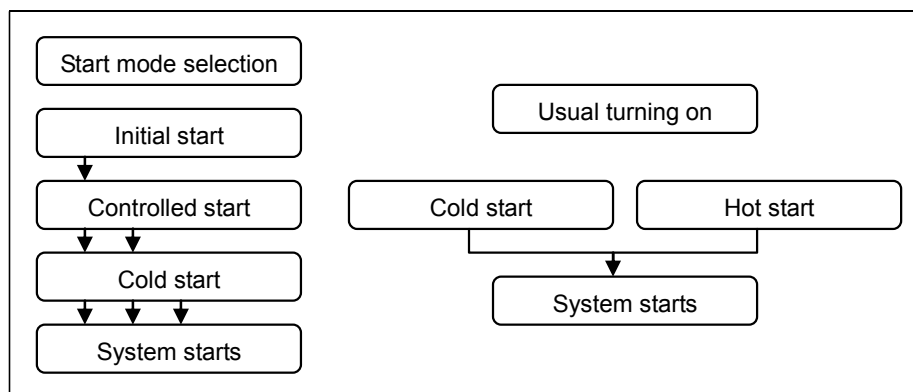 Start mode selection
Initial start
Controlled start
Cold start
System starts
Usual turning on
Cold start
Hot start
System starts